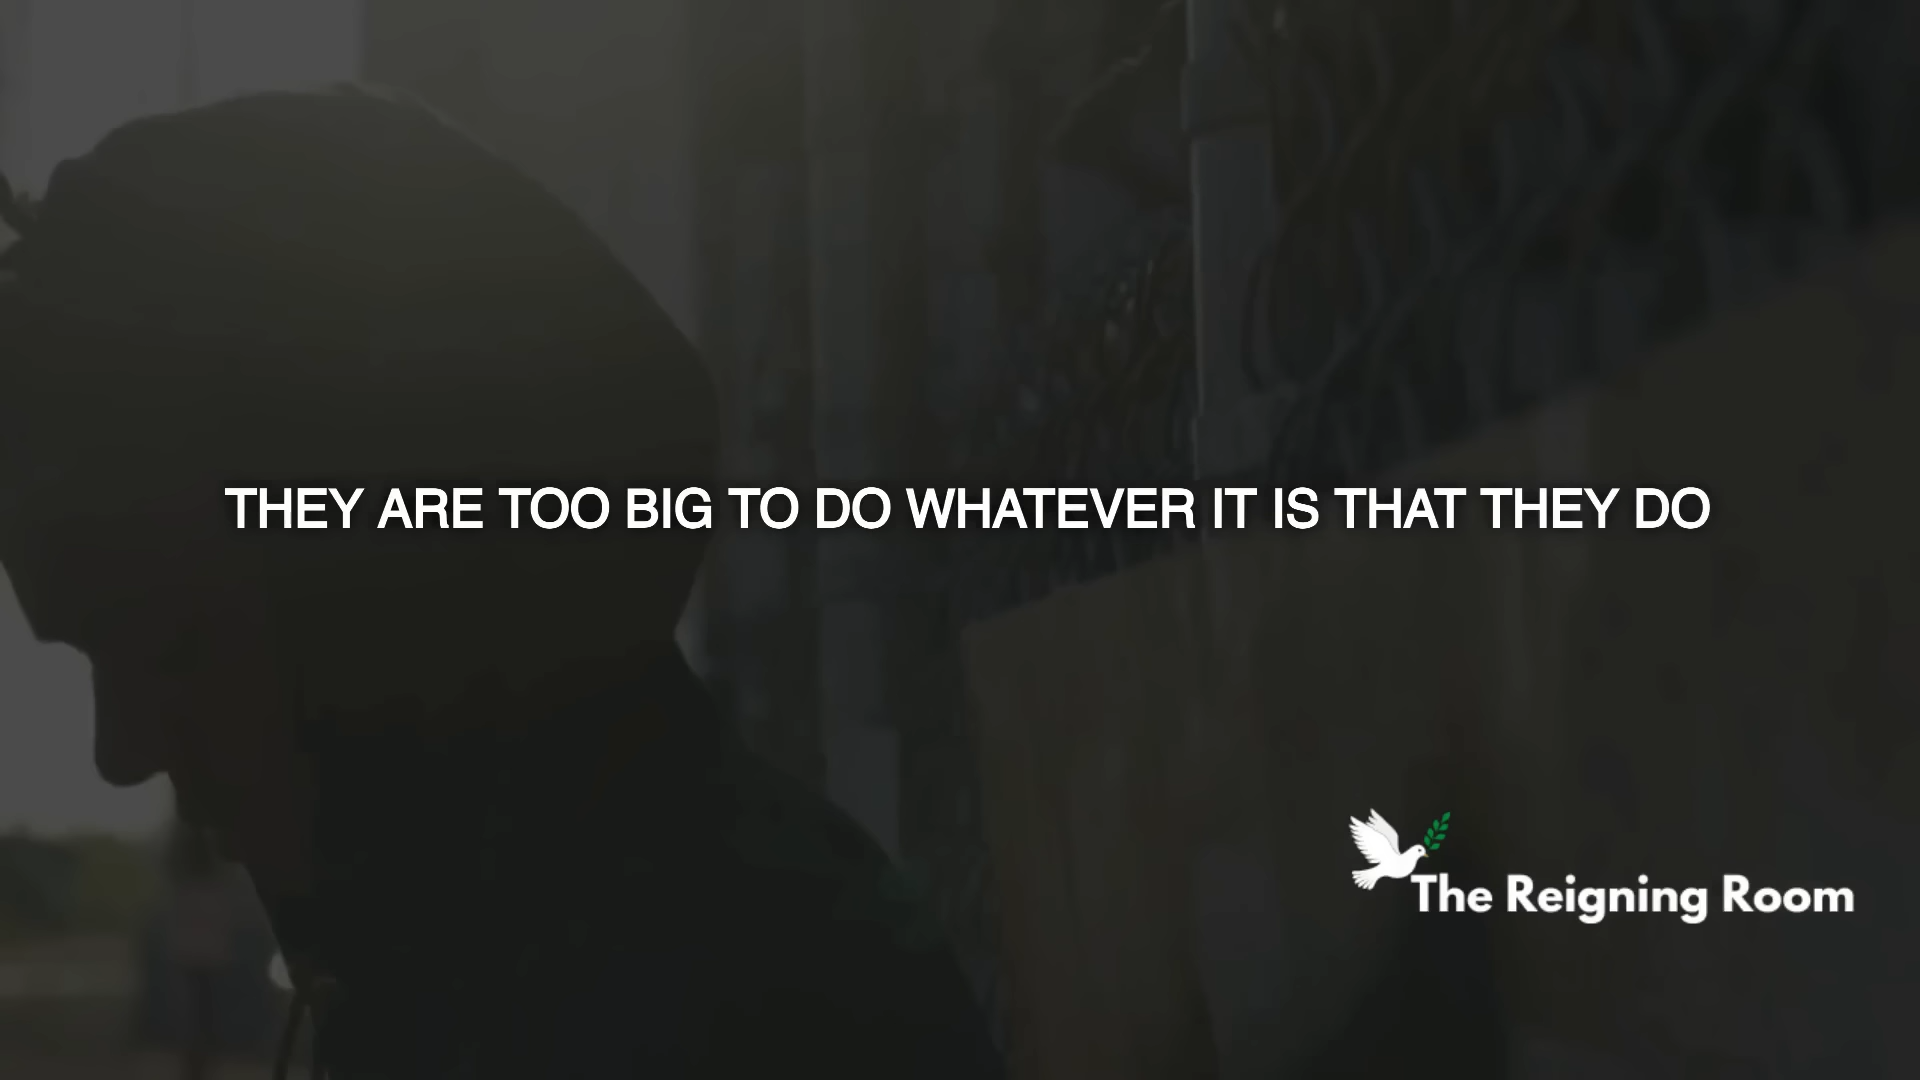 THEY ARE TOO BIG TO DO WHATEVER IT IS THAT THEY DO
The Reigning Room